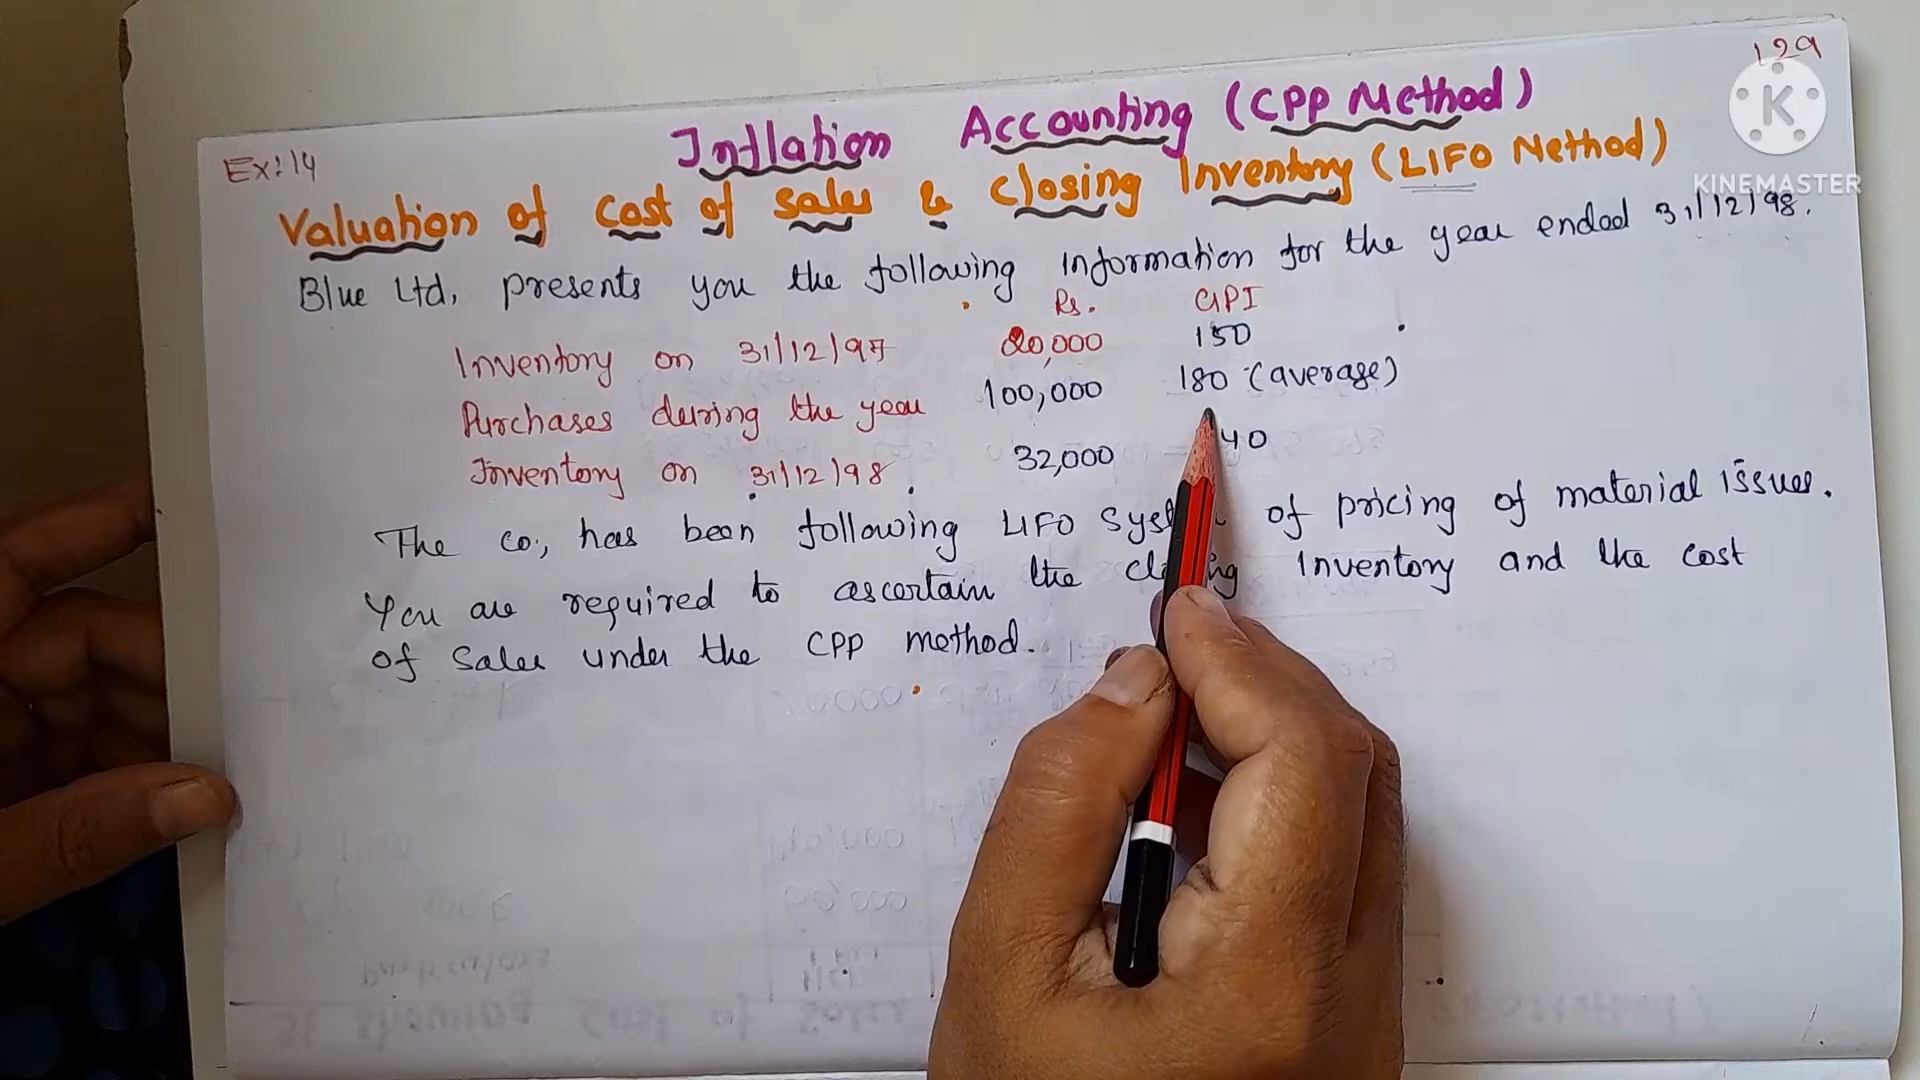 129
KINEMASTER
Ex:14
Inflation Accounting (CPP Method)
Valuation of Cost of Sales & Closing Inventory (LIFO Method)
Blue Ltd, presents you the following information for the year ended 31/12/98.
Rs. GPI
Inventory on 31/12/97 20,000 150
Purchases during the year 100,000 180 (average)
Inventory on 31/12/98 32,000 40
The Co., has been following LIFO of pricing of material issues.
You are required to ascertain the Inventory and the cost
of sales under the CPP method.